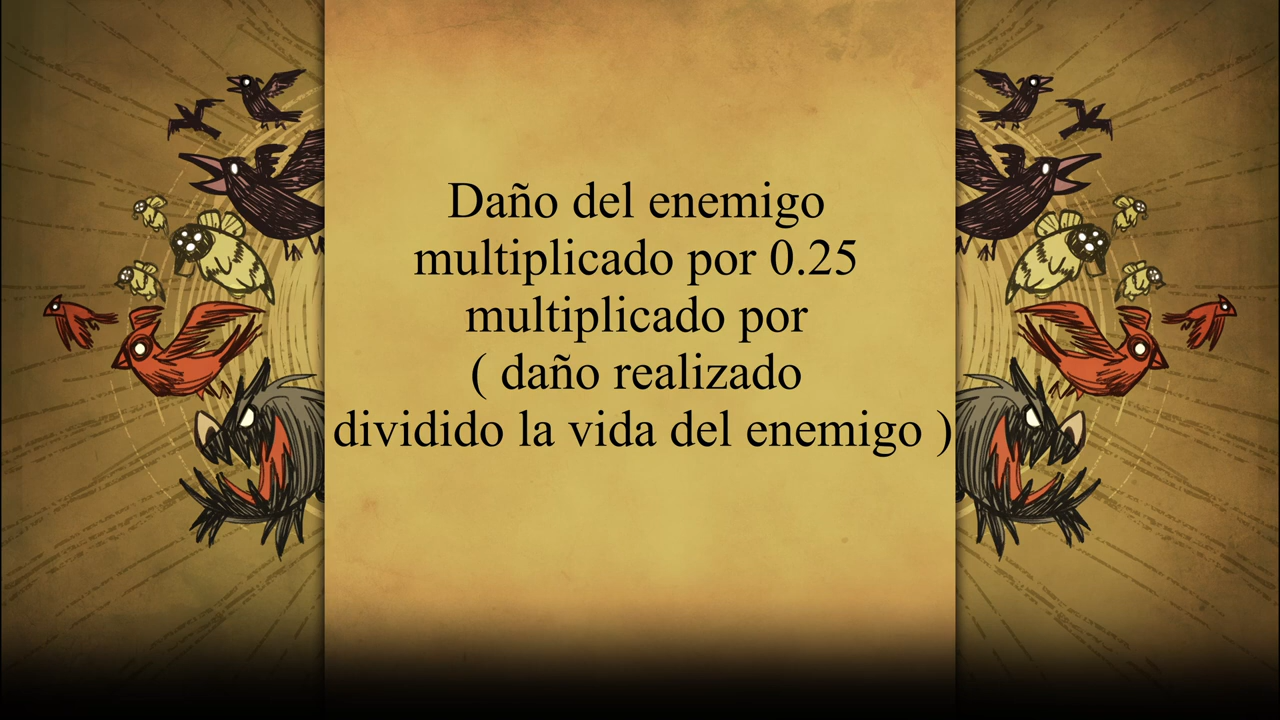 Daño del enemigo
multiplicado por 0.25
multiplicado por
( daño realizado
dividido la vida del enemigo )